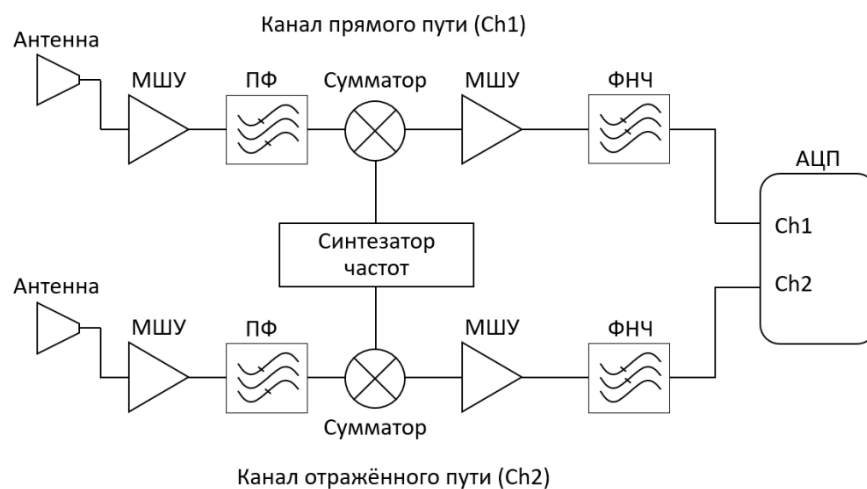 Канал прямого пути (Ch1)
Антенна
МШУ
ПФ
Сумматор
МШУ
ФНЧ
АЦП
Ch1
Синтезатор
частот
Ch2
Антенна
МШУ
ПФ
МШУ
ФНЧ
Сумматор
Канал отражённого пути (Ch2)